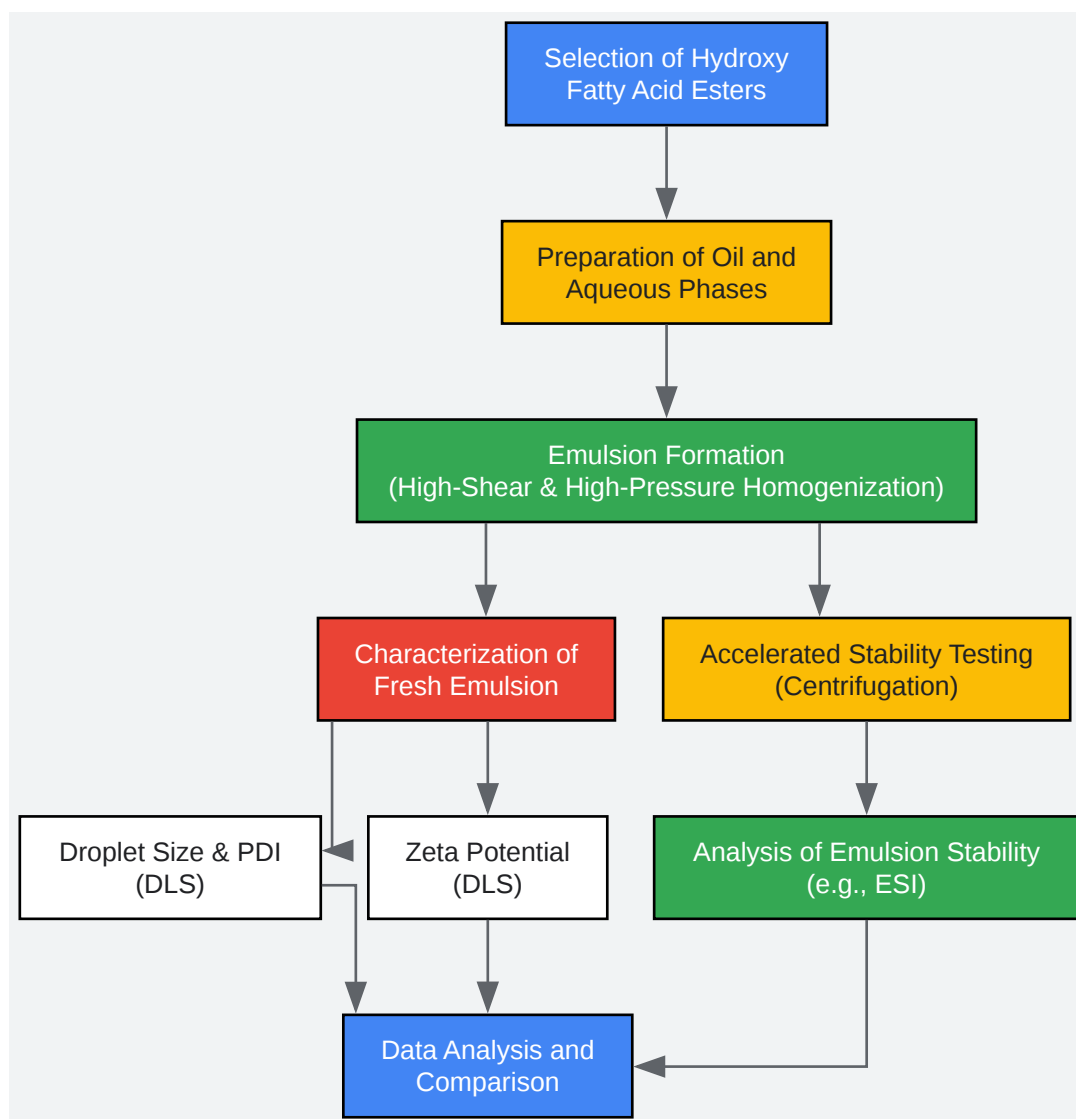 Selection of Hydroxy
Fatty Acid Esters
Preparation of Oil and
Aqueous Phases
Emulsion Formation
(High-Shear & High-Pressure Homogenization)
Characterization of
Fresh Emulsion
Accelerated Stability Testing
(Centrifugation)
Droplet Size & PDI
(DLS)
Zeta Potential
(DLS)
Analysis of Emulsion Stability
(e.g., ESI)
Data Analysis and
Comparison